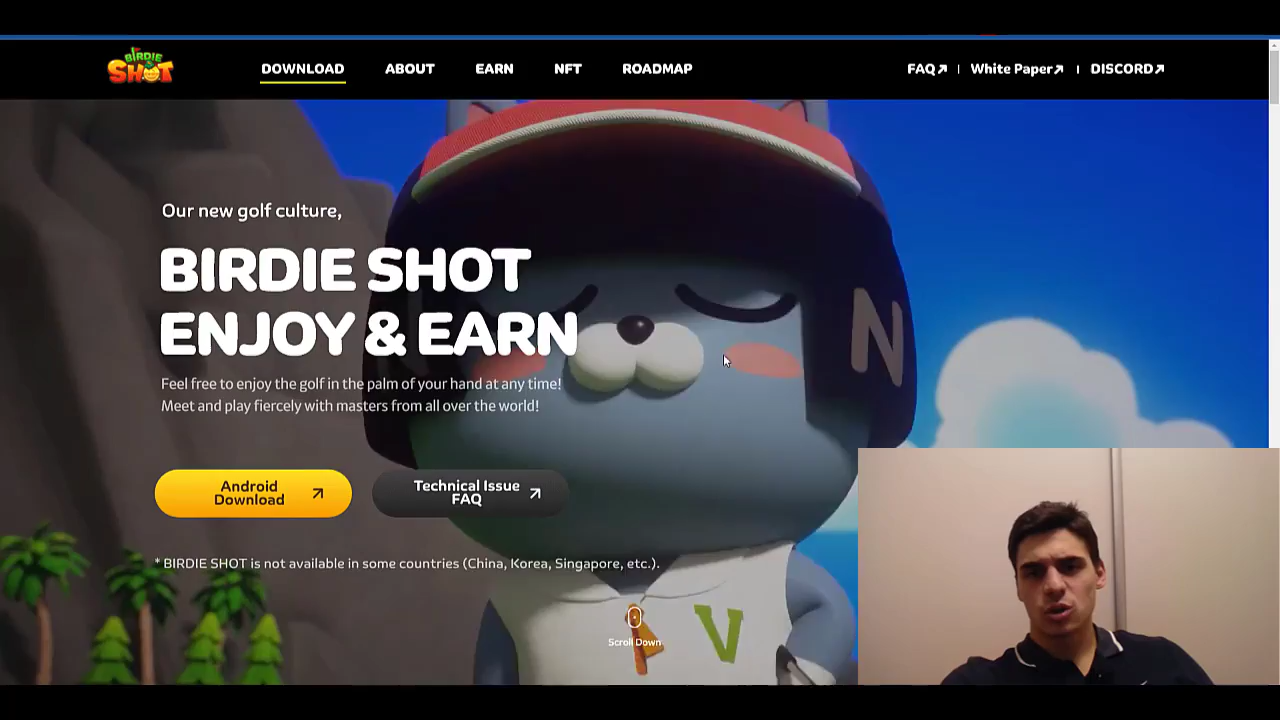 BIRDIE
SHOT
DOWNLOAD
ABOUT
EARN
NFT
ROADMAP
FAQ
White Paper
DISCORD
Our new golf culture,
BIRDIE SHOT
ENJOY & EARN
Feel free to enjoy the golf in the palm of your hand at any time!
Meet and play fiercely with masters from all over the world!
Android
Download
Technical Issue
FAQ
* BIRDIE SHOT is not available in some countries (China, Korea, Singapore, etc.).
Scroll Down
N
V